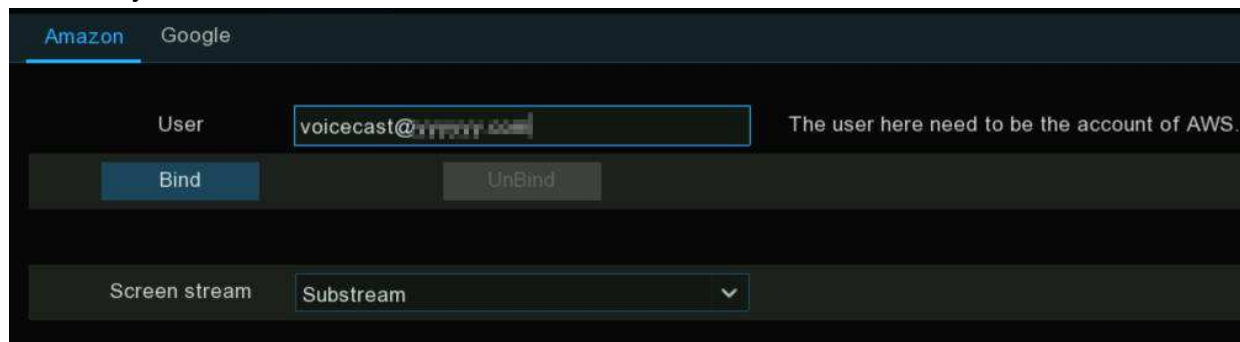 Amazon Google
User voicecast@ The user here need to be the account of AWS.
Bind UnBind
Screen stream Substream